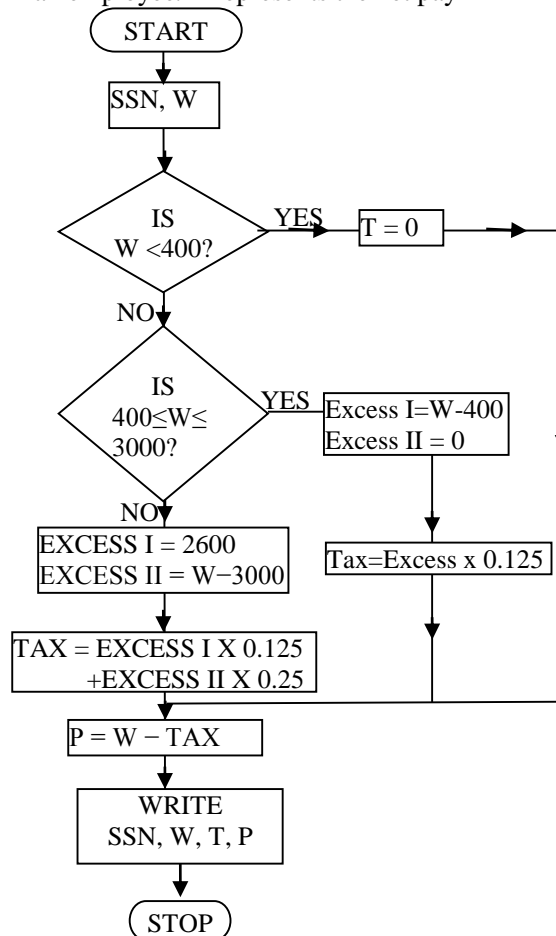 START
SSN, W
IS
W <400?
YES
T = 0
NO
IS
400≤W≤
3000?
YES
Excess I=W-400
Excess II = 0
NO
EXCESS I = 2600
EXCESS II = W−3000
Tax=Excess x 0.125
TAX = EXCESS I X 0.125
+EXCESS II X 0.25
P = W − TAX
WRITE
SSN, W, T, P
STOP